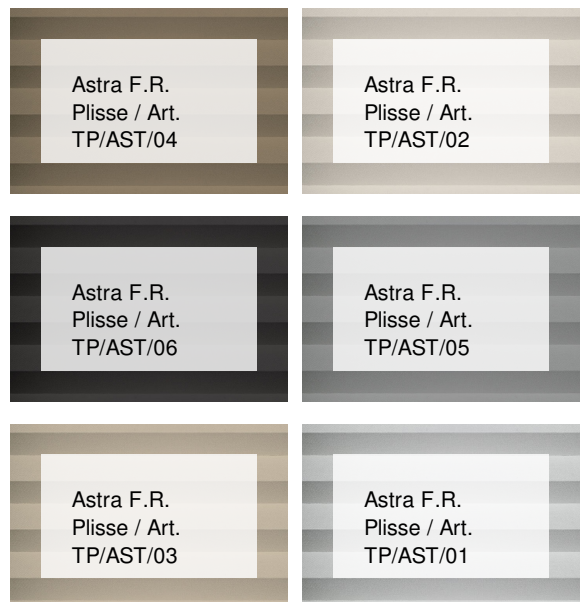 Astra F.R.
Plisse / Art.
TP/AST/04
Astra F.R.
Plisse / Art.
TP/AST/02
Astra F.R.
Plisse / Art.
TP/AST/06
Astra F.R.
Plisse / Art.
TP/AST/05
Astra F.R.
Plisse / Art.
TP/AST/03
Astra F.R.
Plisse / Art.
TP/AST/01